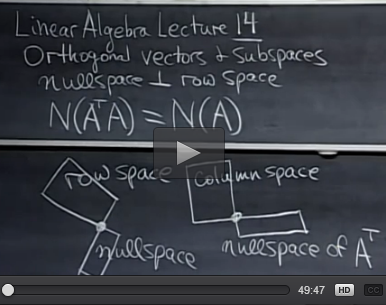 Linear Algebra Lecture 14
Orthogonal vectors & Subspaces
nullspace ⊥ row space
N(AᵀA) = N(A)
row space
column space
nullspace
nullspace of Aᵀ
49:47 HD CC